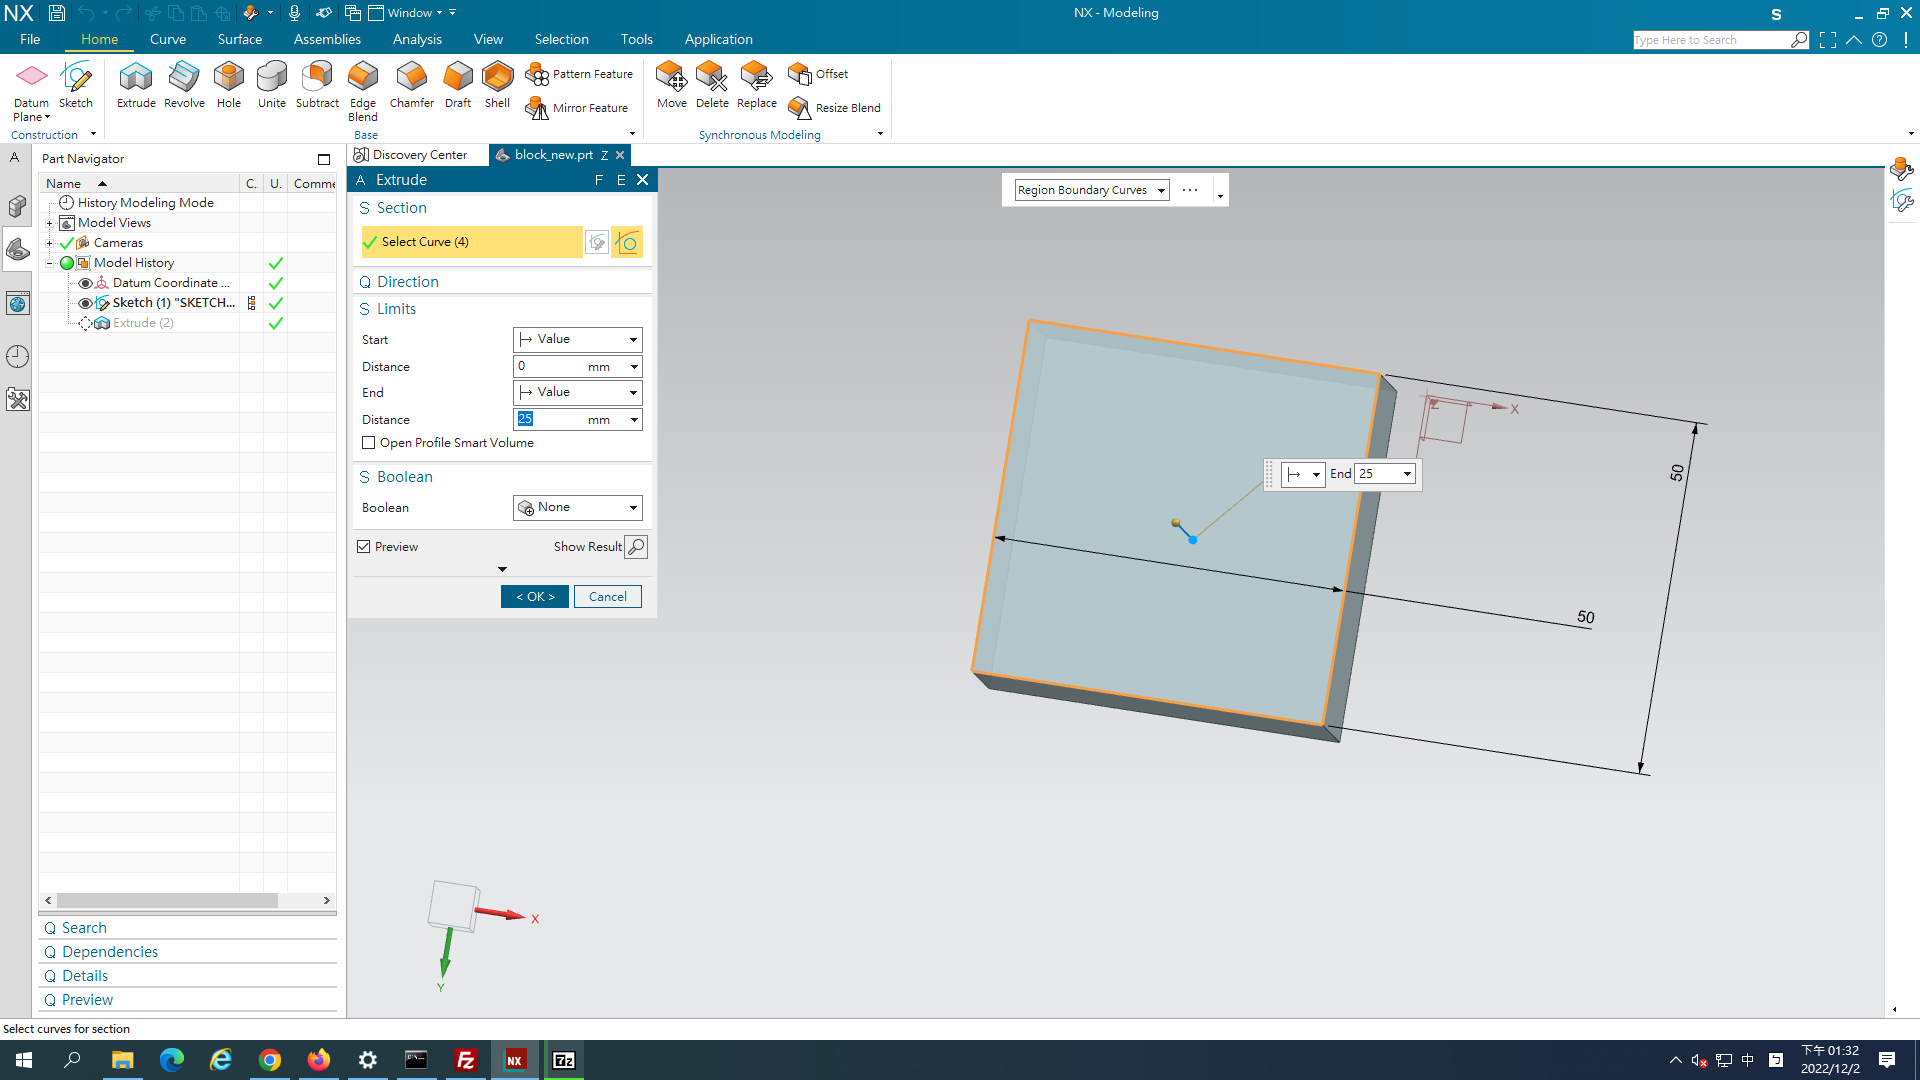 NX
Window
NX - Modeling
S
File
Home
Curve
Surface
Assemblies
Analysis
View
Selection
Tools
Application
Type Here to Search
Datum
Plane
Sketch
Extrude
Revolve
Hole
Unite
Subtract
Edge
Blend
Chamfer
Draft
Shell
Pattern Feature
Mirror Feature
Move
Delete
Replace
Offset
Resize Blend
Construction
Base
Synchronous Modeling
A
Part Navigator
Name
C.
U.
Comme
History Modeling Mode
Model Views
Cameras
Model History
Datum Coordinate ...
Sketch (1) "SKETCH...
Extrude (2)
Q Search
Q Dependencies
Q Details
Q Preview
Discovery Center
block_new.prt Z
A Extrude F E
S Section
Select Curve (4)
Q Direction
S Limits
Start
Value
Distance
0 mm
End
Value
Distance
25 mm
Open Profile Smart Volume
S Boolean
Boolean
None
Preview
Show Result
< OK >
Cancel
Region Boundary Curves
...
Z
X
End 25
50
50
X
Y
Select curves for section
Fz
NX
7z
中
下午 01:32
2022/12/2